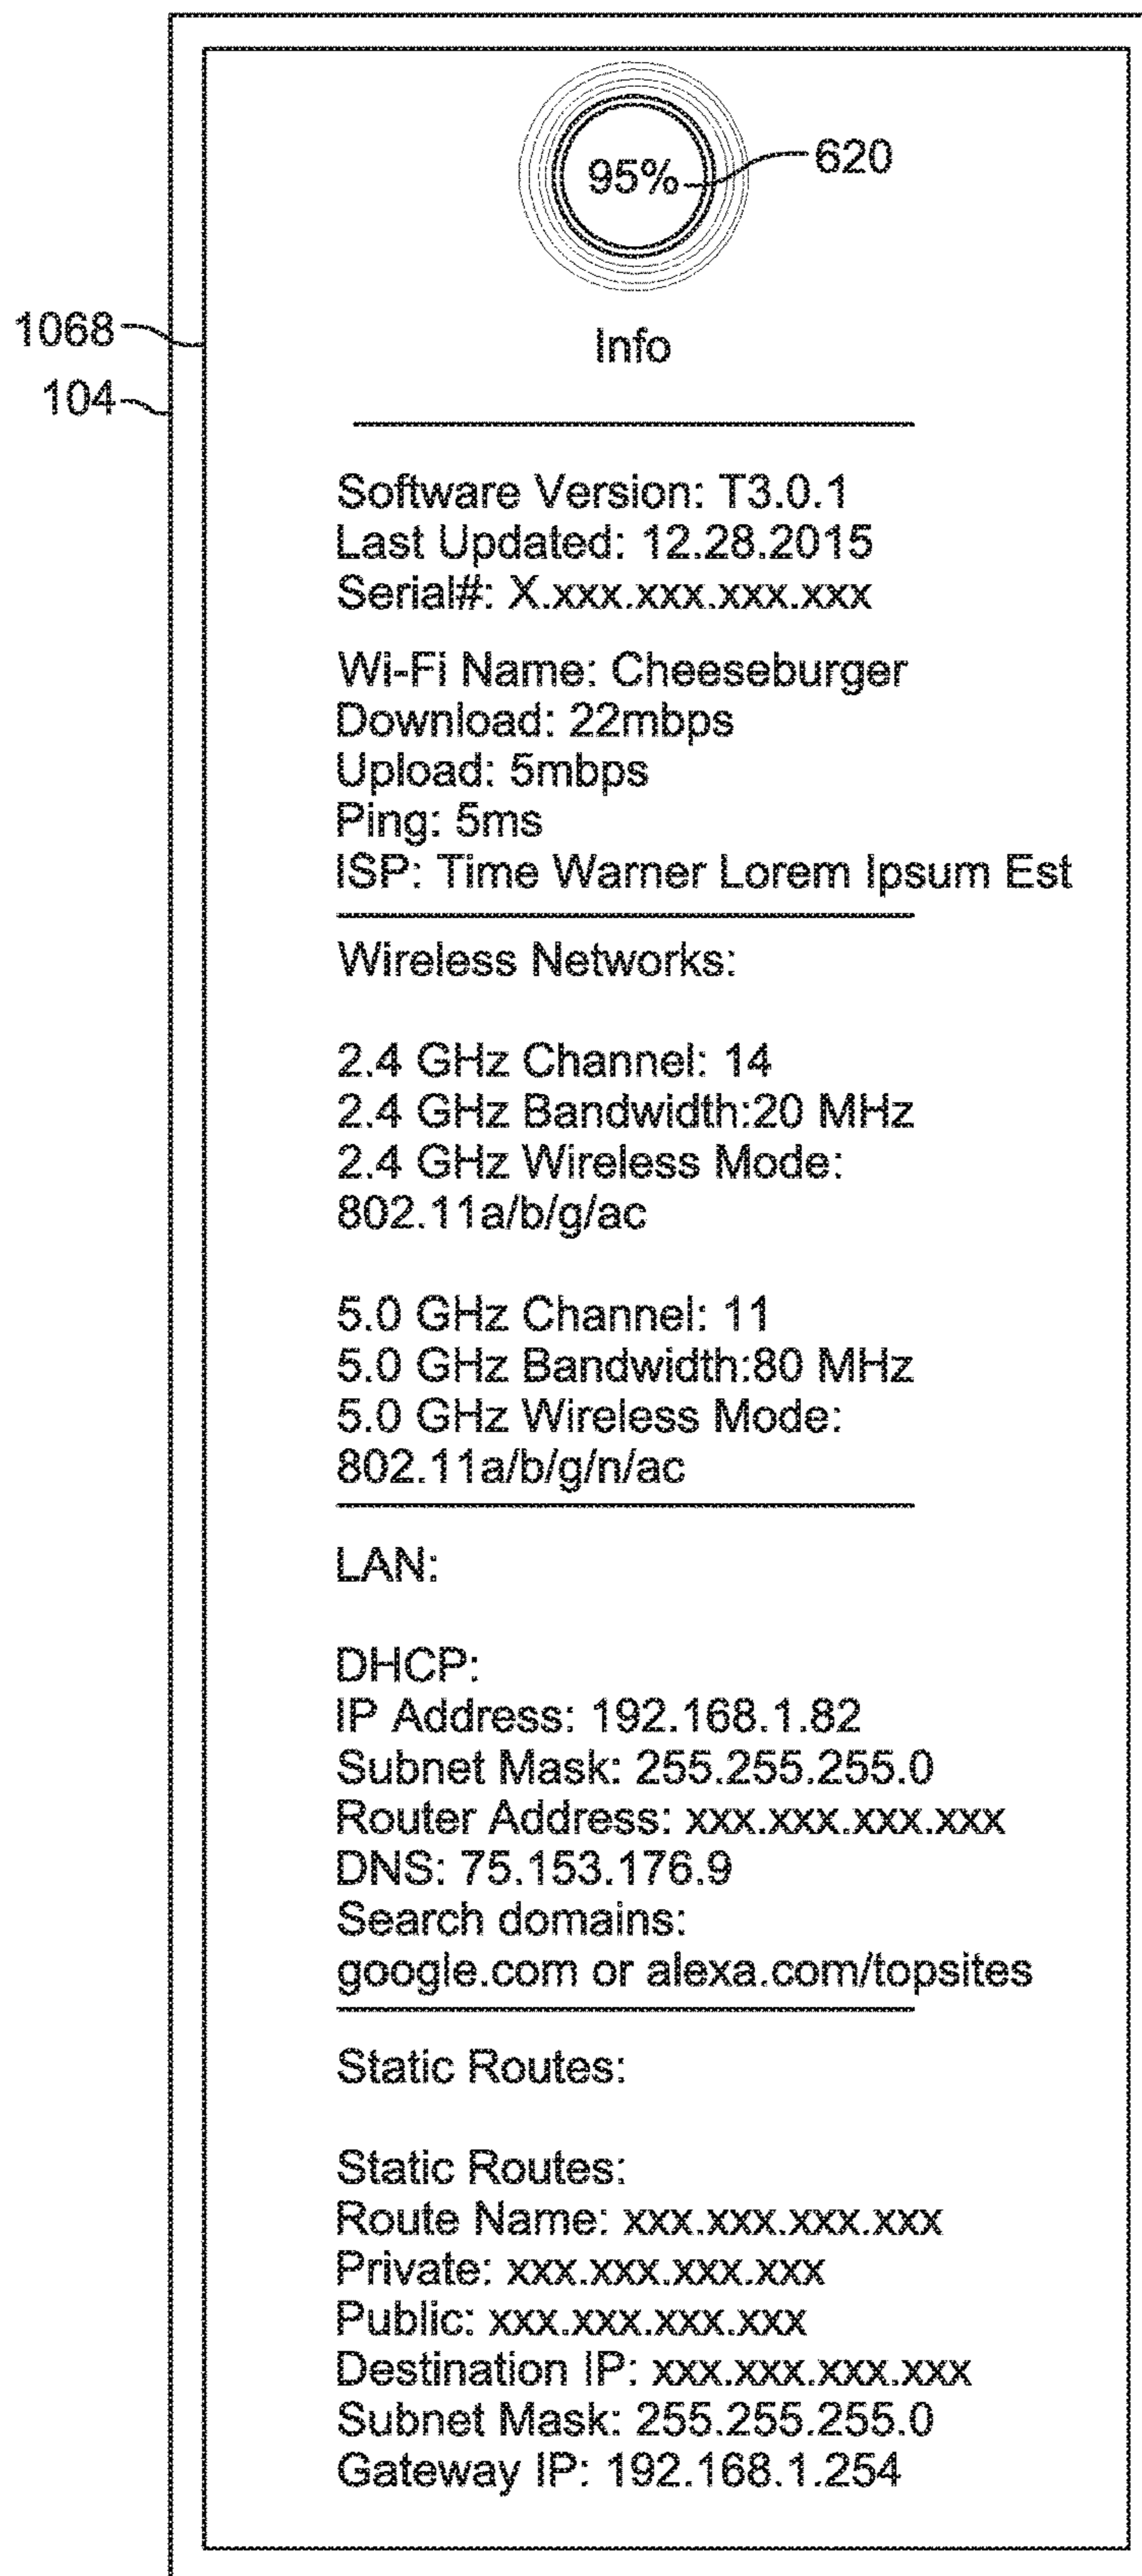 95%
620
1068
104
Info
Software Version: T3.0.1
Last Updated: 12.28.2015
Serial#: X.xxx.xxx.xxx.xxx
Wi-Fi Name: Cheeseburger
Download: 22mbps
Upload: 5mbps
Ping: 5ms
ISP: Time Warner Lorem Ipsum Est
Wireless Networks:
2.4 GHz Channel: 14
2.4 GHz Bandwidth:20 MHz
2.4 GHz Wireless Mode:
802.11a/b/g/ac
5.0 GHz Channel: 11
5.0 GHz Bandwidth:80 MHz
5.0 GHz Wireless Mode:
802.11a/b/g/n/ac
LAN:
DHCP:
IP Address: 192.168.1.82
Subnet Mask: 255.255.255.0
Router Address: xxx.xxx.xxx.xxx
DNS: 75.153.176.9
Search domains:
google.com or alexa.com/topsites
Static Routes:
Static Routes:
Route Name: xxx.xxx.xxx.xxx
Private: xxx.xxx.xxx.xxx
Public: xxx.xxx.xxx.xxx
Destination IP: xxx.xxx.xxx.xxx
Subnet Mask: 255.255.255.0
Gateway IP: 192.168.1.254